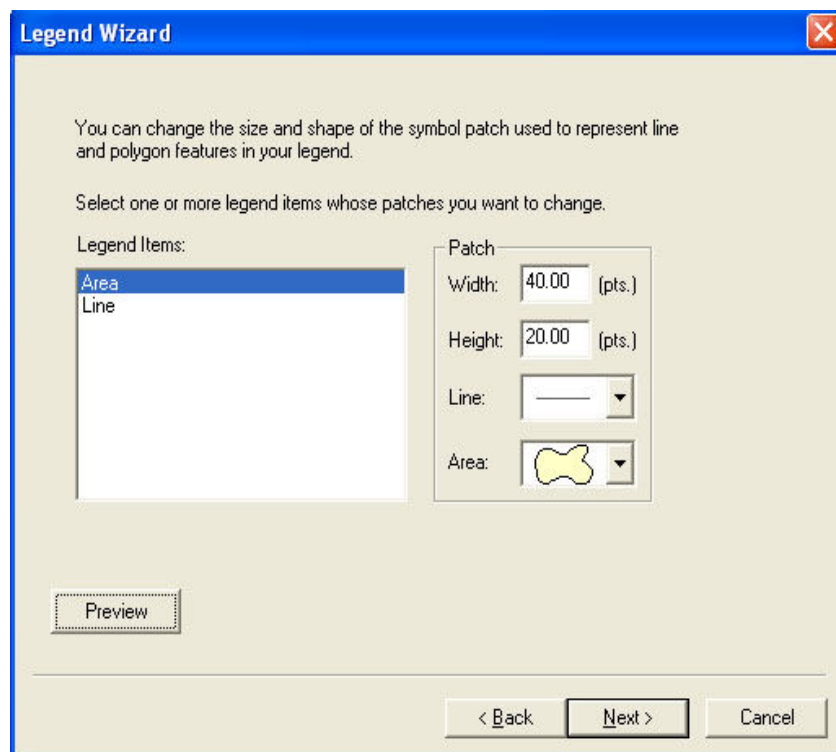 Legend Wizard
You can change the size and shape of the symbol patch used to represent line
and polygon features in your legend.
Select one or more legend items whose patches you want to change.
Legend Items:
Area
Line
Patch
Width: 40.00 (pts.)
Height: 20.00 (pts.)
Line:
Area:
Preview
< Back Next > Cancel